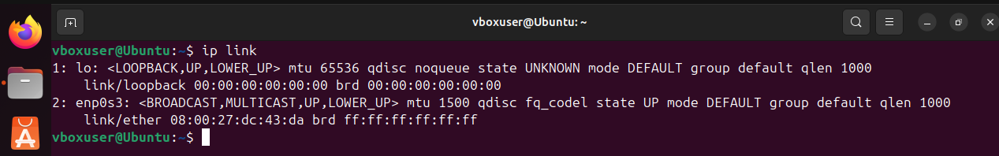 vboxuser@Ubuntu: ~
vboxuser@Ubuntu:~$ ip link
1: lo: <LOOPBACK,UP,LOWER_UP> mtu 65536 qdisc noqueue state UNKNOWN mode DEFAULT group default qlen 1000
    link/loopback 00:00:00:00:00:00 brd 00:00:00:00:00:00
2: enp0s3: <BROADCAST,MULTICAST,UP,LOWER_UP> mtu 1500 qdisc fq_codel state UP mode DEFAULT group default qlen 1000
    link/ether 08:00:27:dc:43:da brd ff:ff:ff:ff:ff:ff
vboxuser@Ubuntu:~$